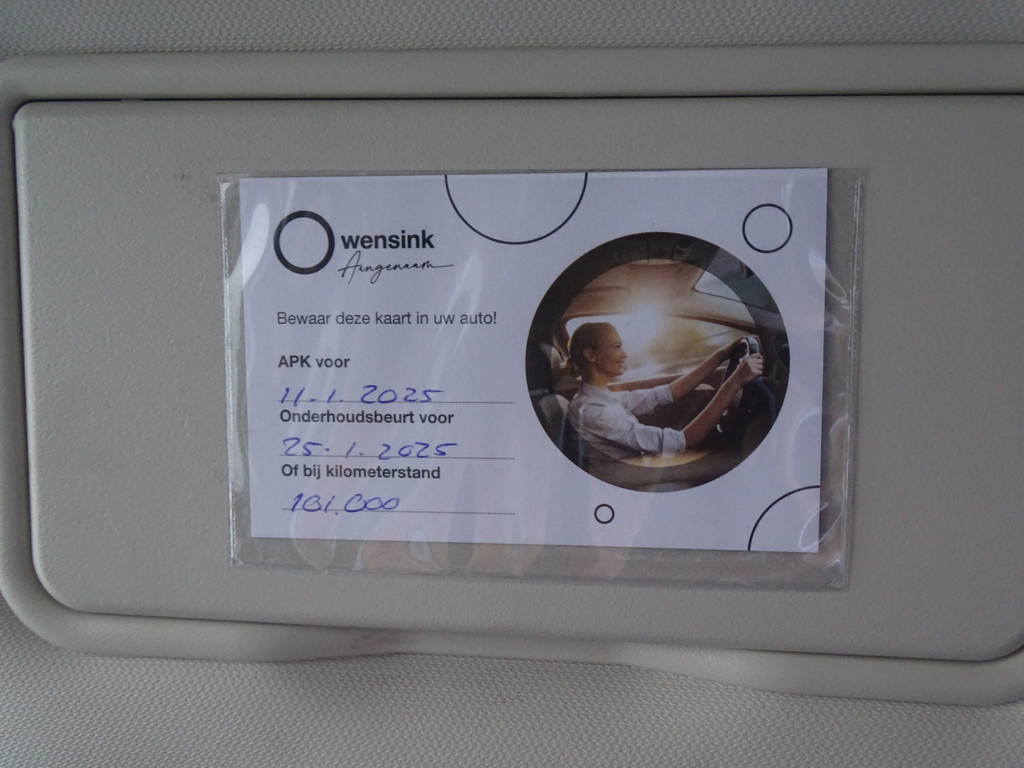 wensink
Aangenaam
Bewaar deze kaart in uw auto!
APK voor
11.1.2025
Onderhoudsbeurt voor
25.1.2025
Of bij kilometerstand
101.000